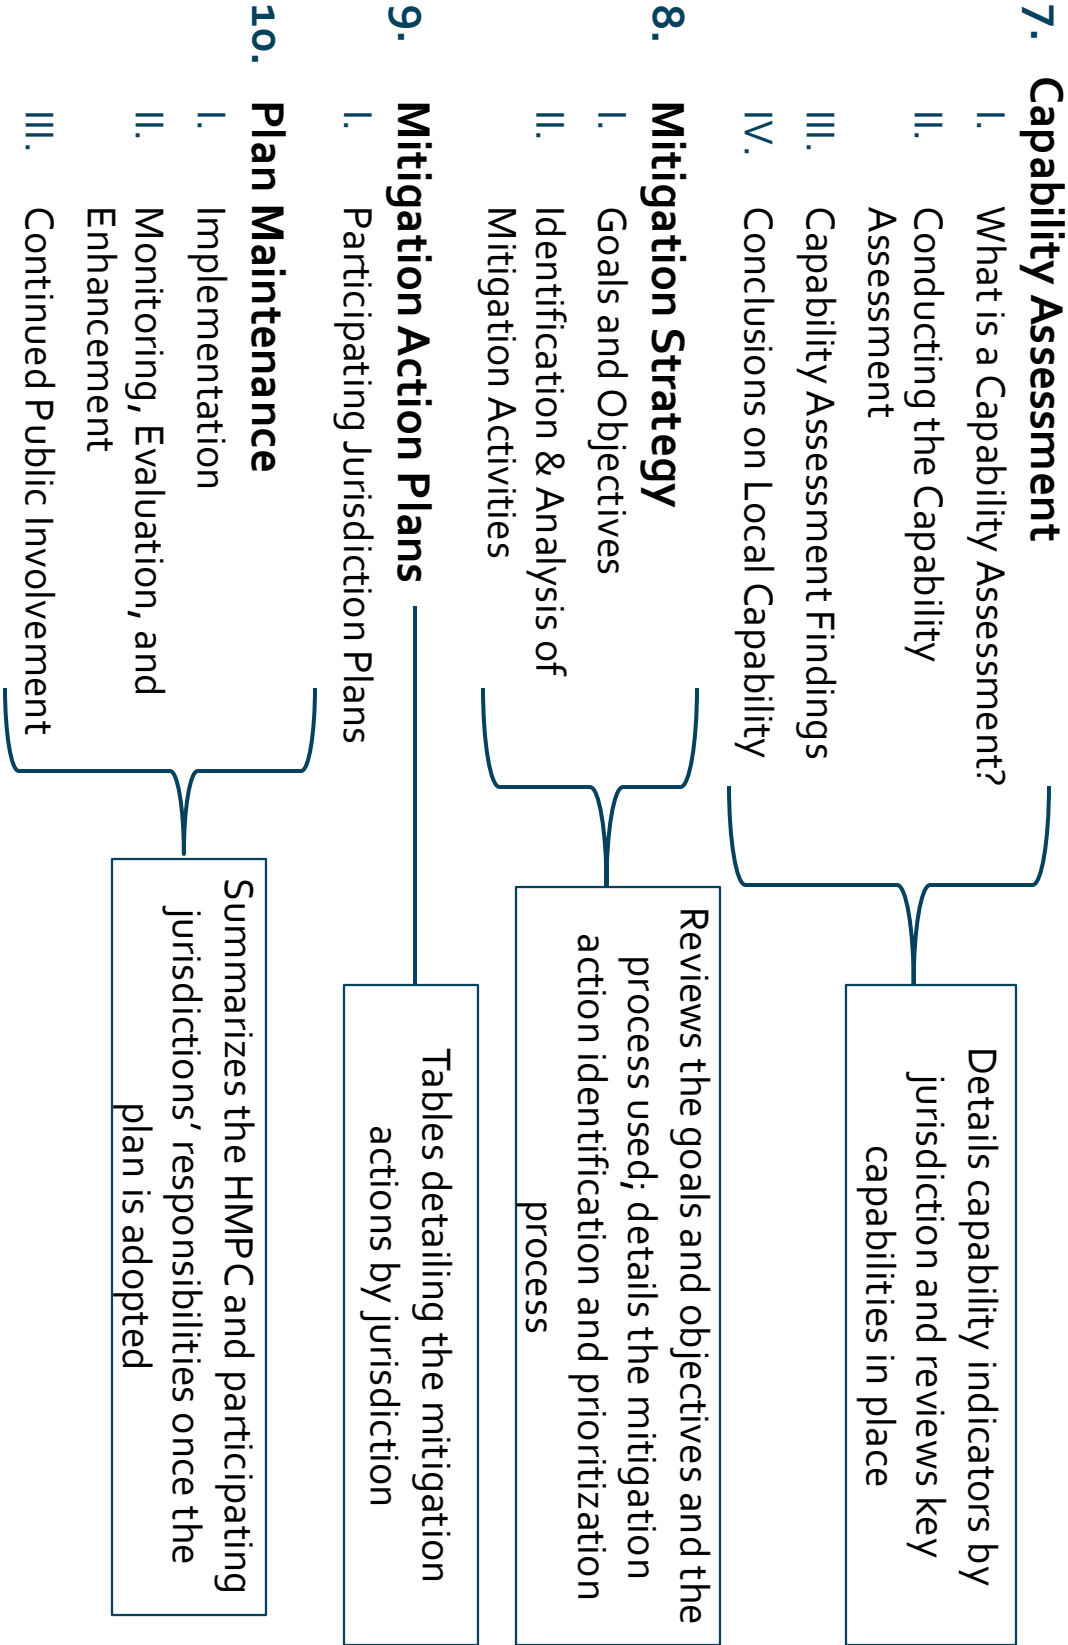 7. Capability Assessment
I. What is a Capability Assessment?
II. Conducting the Capability
Assessment
III. Capability Assessment Findings
IV. Conclusions on Local Capability
Details capability indicators by
jurisdiction and reviews key
capabilities in place
8. Mitigation Strategy
I. Goals and Objectives
II. Identification & Analysis of
Mitigation Activities
Reviews the goals and objectives and the
process used; details the mitigation
action identification and prioritization
process
9. Mitigation Action Plans
I. Participating Jurisdiction Plans
Tables detailing the mitigation
actions by jurisdiction
10. Plan Maintenance
I. Implementation
II. Monitoring, Evaluation, and
Enhancement
III. Continued Public Involvement
Summarizes the HMPC and participating
jurisdictions’ responsibilities once the
plan is adopted